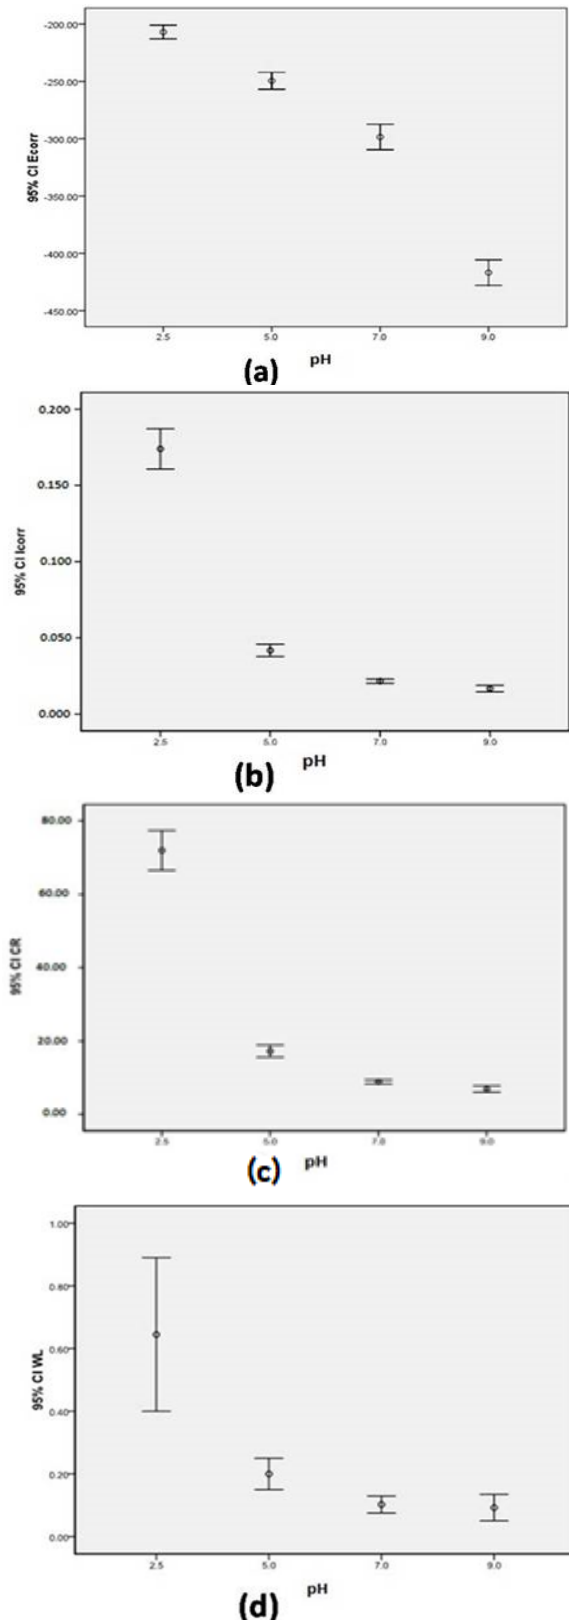 -200.00
-250.00
-300.00
-350.00
-400.00
-450.00
95% CI Ecorr
2.5 5.0 7.0 9.0
pH
(a)
0.200
0.150
0.100
0.050
0.000
95% CI Icorr
2.5 5.0 7.0 9.0
pH
(b)
80.00
60.00
40.00
20.00
0.00
95% CI CR
2.5 5.0 7.0 9.0
pH
(c)
1.00
0.80
0.60
0.40
0.20
0.00
95% CI WL
2.5 5.0 7.0 9.0
pH
(d)